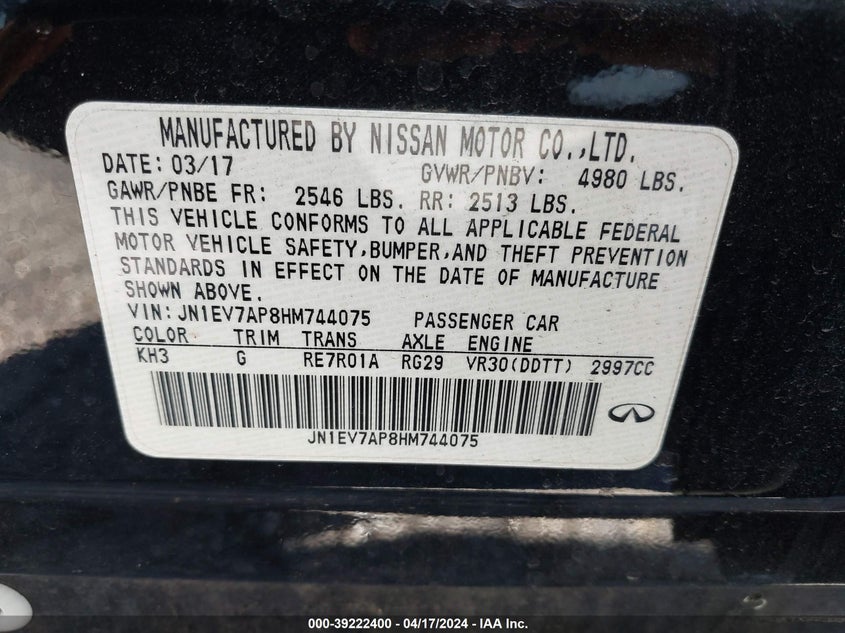 MANUFACTURED BY NISSAN MOTOR CO.,LTD.
DATE: 03/17 GVWR/PNBV: 4980 LBS.
GAWR/PNBE FR: 2546 LBS. RR: 2513 LBS.
THIS VEHICLE CONFORMS TO ALL APPLICABLE FEDERAL
MOTOR VEHICLE SAFETY,BUMPER,AND THEFT PREVENTION
STANDARDS IN EFFECT ON THE DATE OF MANUFACTURE
SHOWN ABOVE.
VIN: JN1EV7AP8HM744075 PASSENGER CAR
COLOR TRIM TRANS AXLE ENGINE
KH3 G RE7R01A RG29 VR30(DDTT) 2997CC
JN1EV7AP8HM744075
000-39222400 - 04/17/2024 - IAA Inc.